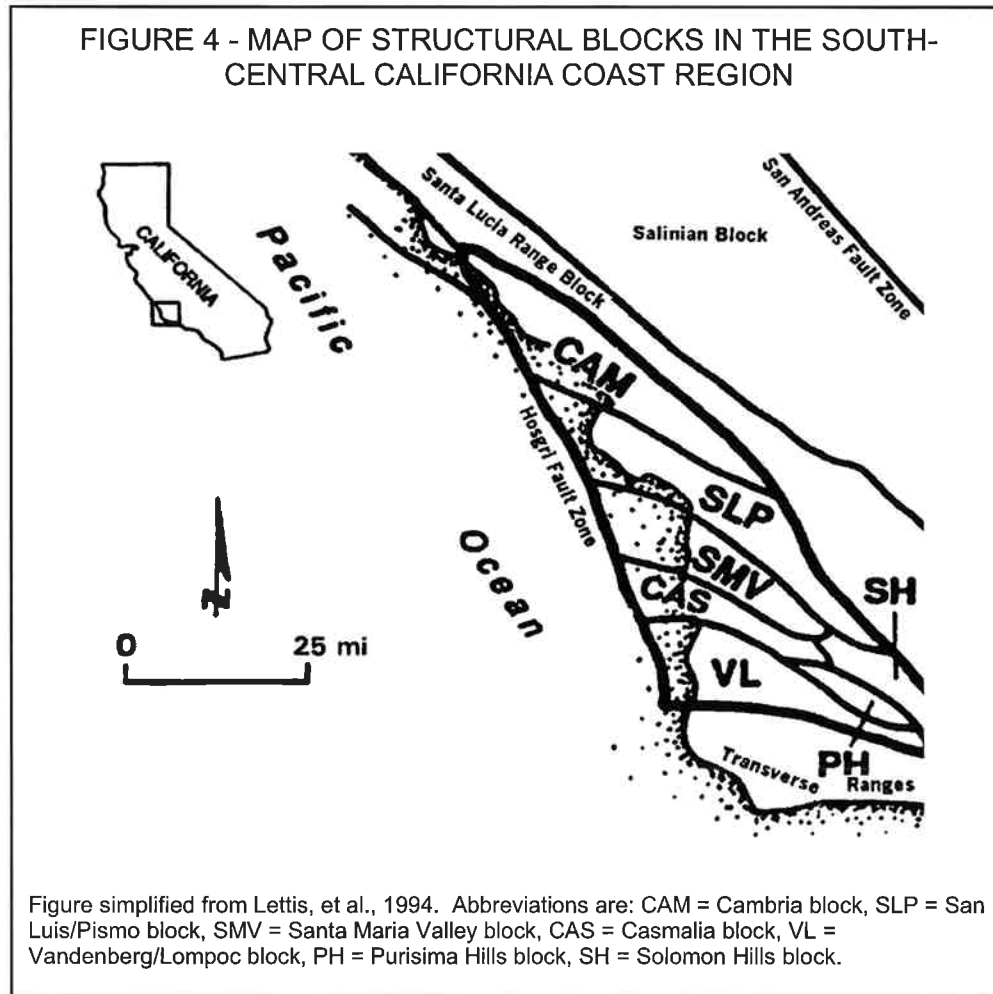 FIGURE 4 - MAP OF STRUCTURAL BLOCKS IN THE SOUTH-
CENTRAL CALIFORNIA COAST REGION
CALIFORNIA
Pacific
Ocean
Santa Lucia Range Block
Salinian Block
San Andreas Fault Zone
CAM
Hosgri Fault Zone
SLP
SMV
SH
CAS
VL
PH
Transverse Ranges
N
0 25 mi
Figure simplified from Lettis, et al., 1994. Abbreviations are: CAM = Cambria block, SLP = San
Luis/Pismo block, SMV = Santa Maria Valley block, CAS = Casmalia block, VL =
Vandenberg/Lompoc block, PH = Purisima Hills block, SH = Solomon Hills block.